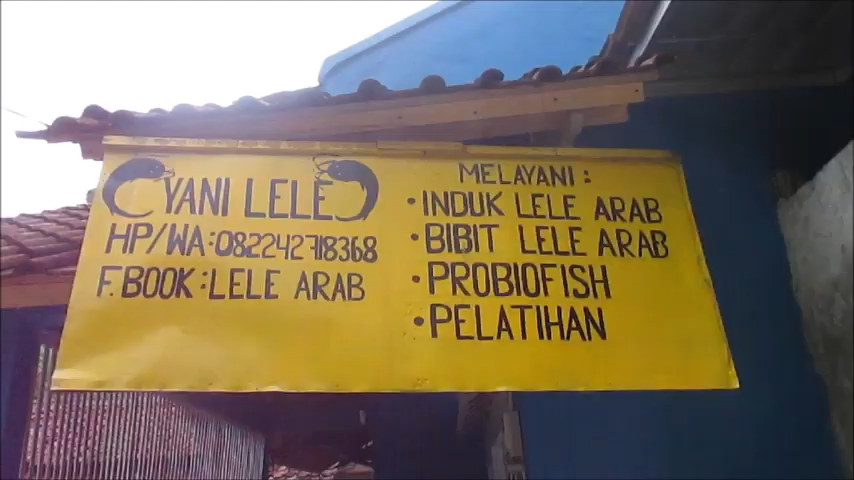 YANI LELE
HP/WA:082242718368
F.BOOK:LELE ARAB
MELAYANI:
•INDUK LELE ARAB
•BIBIT LELE ARAB
•PROBIOFISH
•PELATIHAN